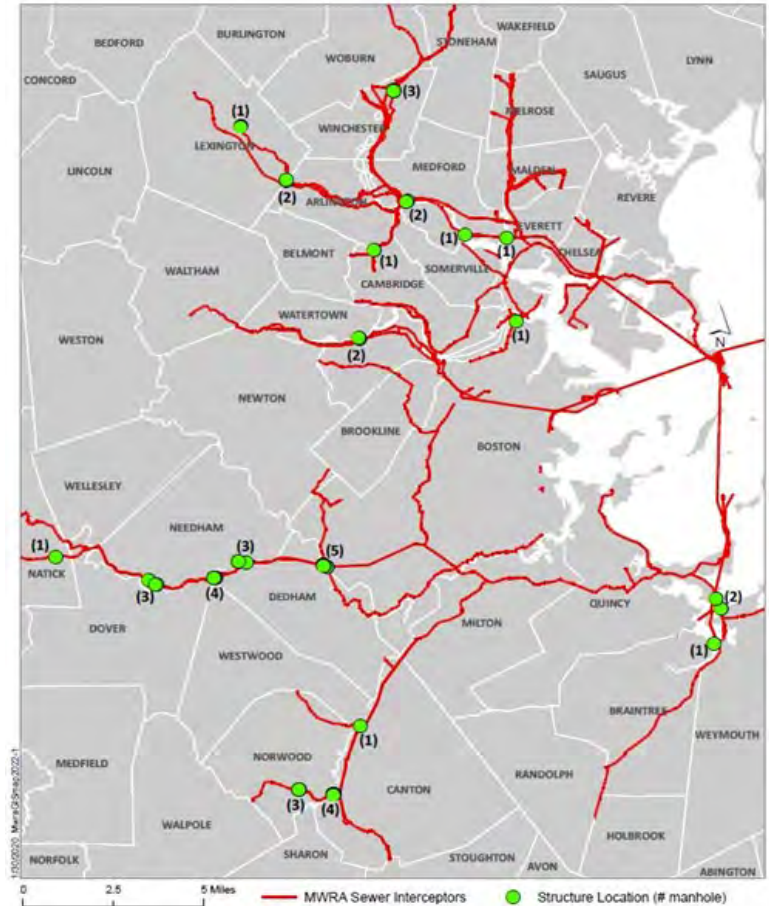 BURLINGTON
WAKEFIELD
BEDFORD
STONEHAM
WOBURN
LYNN
SAUGUS
CONCORD
(3)
MELROSE
(1)
WINCHESTER
LEXINGTON
MEDFORD
LINCOLN
MALDEN
(2)
ARLINGTON
REVERE
(2)
EVERETT
(1)
(1)
CHELSEA
BELMONT
(1)
SOMERVILLE
WALTHAM
CAMBRIDGE
WATERTOWN
(1)
WESTON
(2)
N
NEWTON
BROOKLINE
BOSTON
WELLESLEY
NEEDHAM
(1)
(3)
(5)
NATICK
(3)
(4)
DEDHAM
QUINCY
(2)
DOVER
MILTON
(1)
WESTWOOD
BRAINTREE
(1)
WEYMOUTH
NORWOOD
MEDFIELD
(3)
(4)
CANTON
RANDOLPH
WALPOLE
HOLBROOK
SHARON
STOUGHTON
NORFOLK
AVON
ABINGTON
0 2.5 5 Miles
MWRA Sewer Interceptors
Structure Location (# manhole)